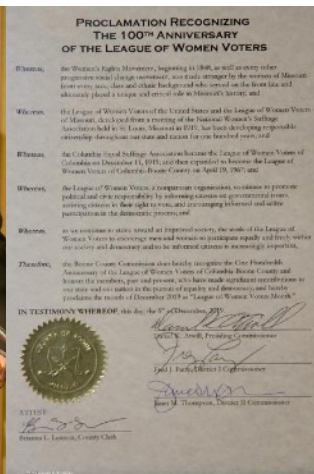 PROCLAMATION RECOGNIZING
THE 100TH ANNIVERSARY
OF THE LEAGUE OF WOMEN VOTERS
Whereas, the Women's Rights Movement, beginning in 1848, as well as every other
progressive social change movement, was made stronger by the women of Missouri
from every race, class and ethnic background who served on the front line and
ultimately played a unique and critical role in Missouri's history; and
Whereas, the League of Women Voters of the United States and the League of Women Voters
of Missouri, developed from a meeting of the National Women's Suffrage
Association held in St. Louis, Missouri in 1919, has been developing responsible
citizenship throughout our state and nation for one hundred years; and
Whereas, the Columbia Equal Suffrage Association became the League of Women Voters of
Columbia on December 11, 1919; and then expanded to become the League of
Women Voters of Columbia-Boone County on April 19, 1967; and
Whereas, the League of Women Voters, a nonpartisan organization, continues to promote
political and civic responsibility by informing citizens on governmental issues,
assisting citizens in their right to vote, and encouraging informed and active
participation in the democratic process; and
Whereas, as we continue to strive toward an improved society, the work of the League of
Women Voters to encourage men and women to participate equally and freely within
our society and democracy and to be informed citizens is increasingly important.
Therefore, the Boone County Commission does hereby recognize the One Hundredth
Anniversary of the League of Women Voters of Columbia-Boone County and
honors the members, past and present, who have made significant contributions to
our state and our nation in the pursuit of equality and democracy; and hereby
proclaims the month of December 2019 as "League of Women Voters Month."
IN TESTIMONY WHEREOF, this day, the 5th of December, 2019.
Daniel K. Atwill, Presiding Commissioner
Fred J. Parry, District I Commissioner
Janet M. Thompson, District II Commissioner
ATTEST:
Brianna L. Lennon, County Clerk